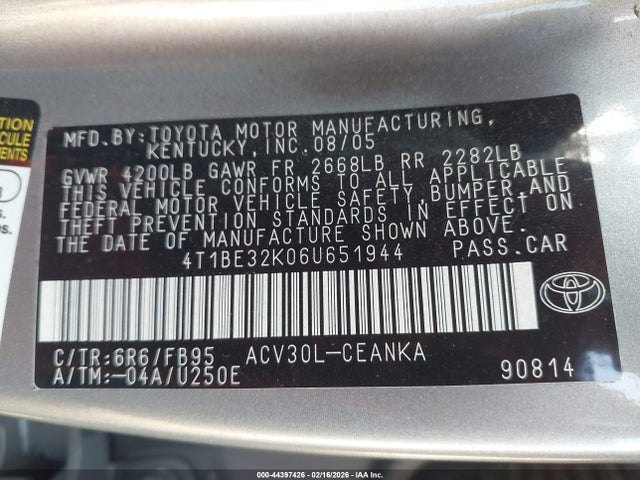 TION
CULE
MENTS
s.
s.
MFD.BY:TOYOTA MOTOR MANUFACTURING,
KENTUCKY,INC.08/05
GVWR 4200LB GAWR FR 2668LB RR 2282LB
THIS VEHICLE CONFORMS TO ALL APPLICABLE
FEDERAL MOTOR VEHICLE SAFETY,BUMPER,AND
THEFT PREVENTION STANDARDS IN EFFECT ON
THE DATE OF MANUFACTURE SHOWN ABOVE.
4T1BE32K06U651944 PASS.CAR
C/TR:6R6/FB95 ACV30L-CEANKA
A/TM:-04A/U250E 90814
000-44397426 - 02/16/2026 - IAA Inc.